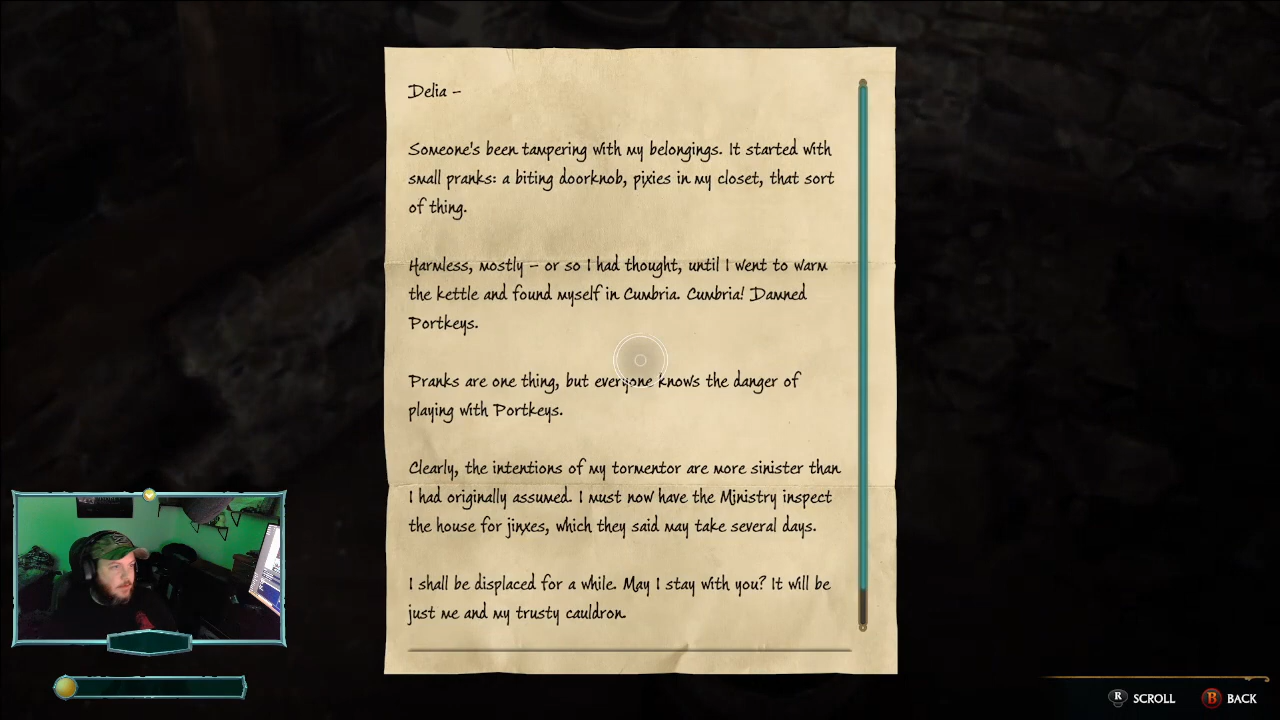 Delia –
Someone's been tampering with my belongings. It started with
small pranks: a biting doorknob, pixies in my closet, that sort
of thing.
Harmless, mostly – or so I had thought, until I went to warm
the kettle and found myself in Cumbria. Cumbria! Damned
Portkeys.
Pranks are one thing, but everyone knows the danger of
playing with Portkeys.
Clearly, the intentions of my tormentor are more sinister than
I had originally assumed. I must now have the Ministry inspect
the house for jinxes, which they said may take several days.
I shall be displaced for a while. May I stay with you? It will be
just me and my trusty cauldron.
R SCROLL B BACK